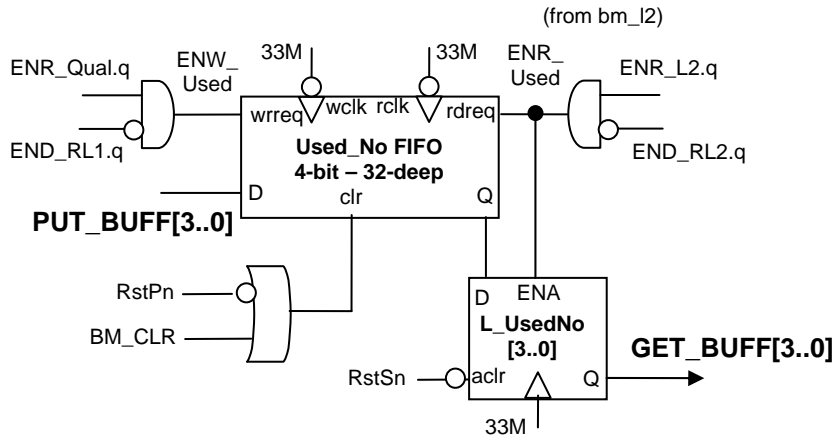 (from bm_l2)
33M
33M
ENR_Qual.q
ENW_
Used
ENR_
Used
ENR_L2.q
wrreq
wclk
rclk
rdreq
END_RL1.q
Used_No FIFO
4-bit – 32-deep
END_RL2.q
D
clr
Q
PUT_BUFF[3..0]
RstPn
BM_CLR
D
ENA
L_UsedNo
[3..0]
GET_BUFF[3..0]
RstSn
aclr
Q
33M